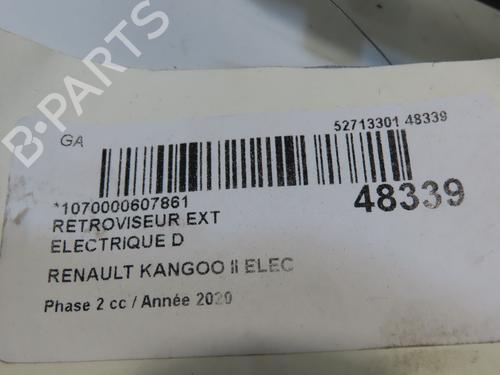 B-PARTS
GA
52713301 48339
*1070000607861
48339
RETROVISEUR EXT
ELECTRIQUE D
RENAULT KANGOO II ELEC
Phase 2 cc / Année 2020